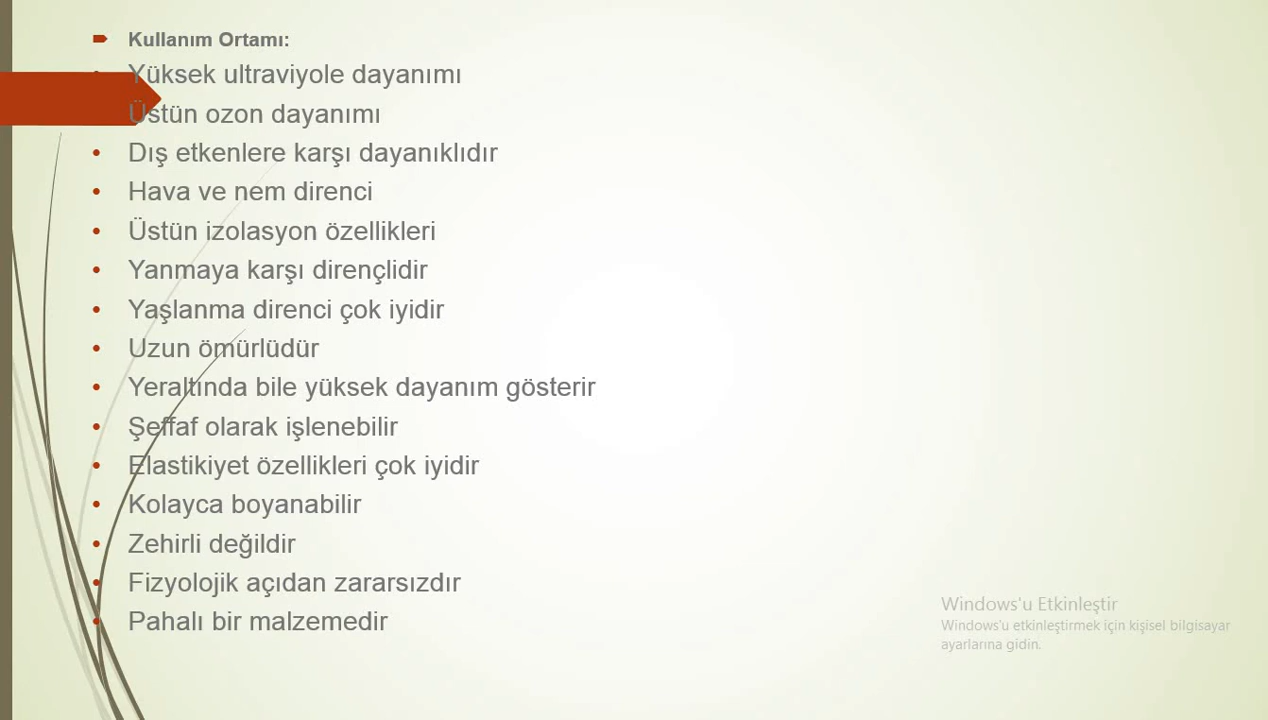 Kullanım Ortamı:
Yüksek ultraviyole dayanımı
Üstün ozon dayanımı
Dış etkenlere karşı dayanıklıdır
Hava ve nem direnci
Üstün izolasyon özellikleri
Yanmaya karşı dirençlidir
Yaşlanma direnci çok iyidir
Uzun ömürlüdür
Yeraltında bile yüksek dayanım gösterir
Şeffaf olarak işlenebilir
Elastikiyet özellikleri çok iyidir
Kolayca boyanabilir
Zehirli değildir
Fizyolojik açıdan zararsızdır
Pahalı bir malzemedir
Windows'u Etkinleştir
Windows'u etkinleştirmek için kişisel bilgisayar
ayarlarına gidin.